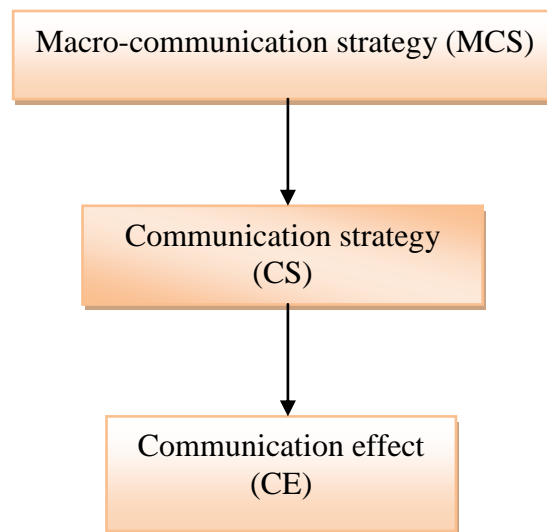 Macro-communication strategy (MCS)
Communication strategy
(CS)
Communication effect
(CE)